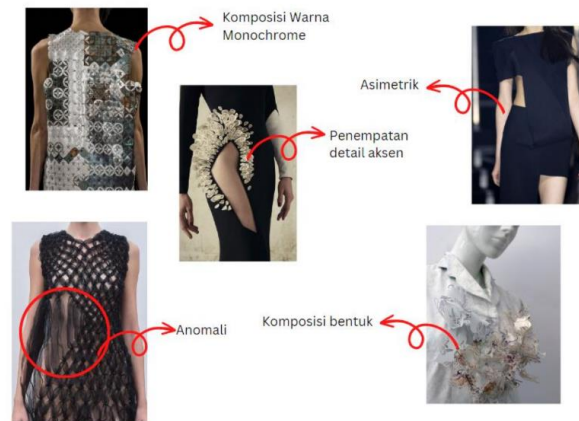 Komposisi Warna
Monochrome
Asimetrik
Penempatan
detail aksen
Anomali
Komposisi bentuk